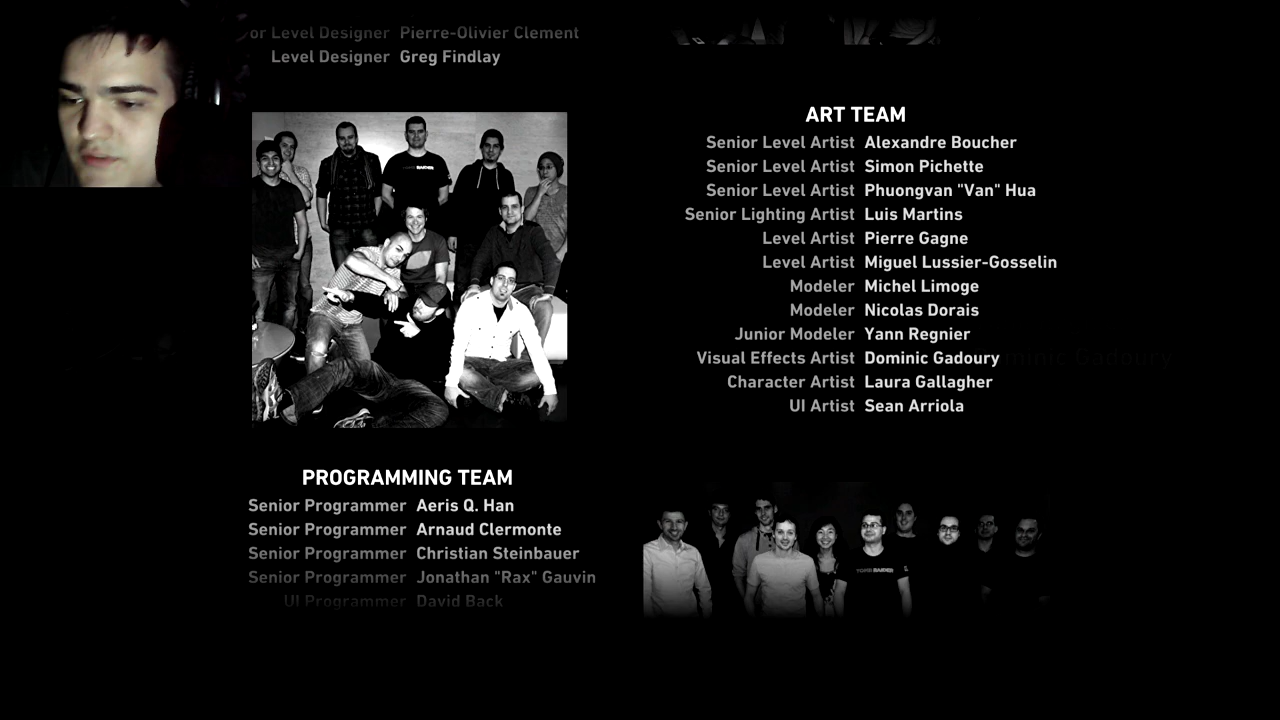 or Level Designer Pierre-Olivier Clement
Level Designer Greg Findlay
PROGRAMMING TEAM
Senior Programmer Aeris Q. Han
Senior Programmer Arnaud Clermonte
Senior Programmer Christian Steinbauer
Senior Programmer Jonathan "Rax" Gauvin
UI Programmer David Back
ART TEAM
Senior Level Artist Alexandre Boucher
Senior Level Artist Simon Pichette
Senior Level Artist Phuongvan "Van" Hua
Senior Lighting Artist Luis Martins
Level Artist Pierre Gagne
Level Artist Miguel Lussier-Gosselin
Modeler Michel Limoge
Modeler Nicolas Dorais
Junior Modeler Yann Regnier
Visual Effects Artist Dominic Gadoury
Character Artist Laura Gallagher
UI Artist Sean Arriola
TOMB RAIDER